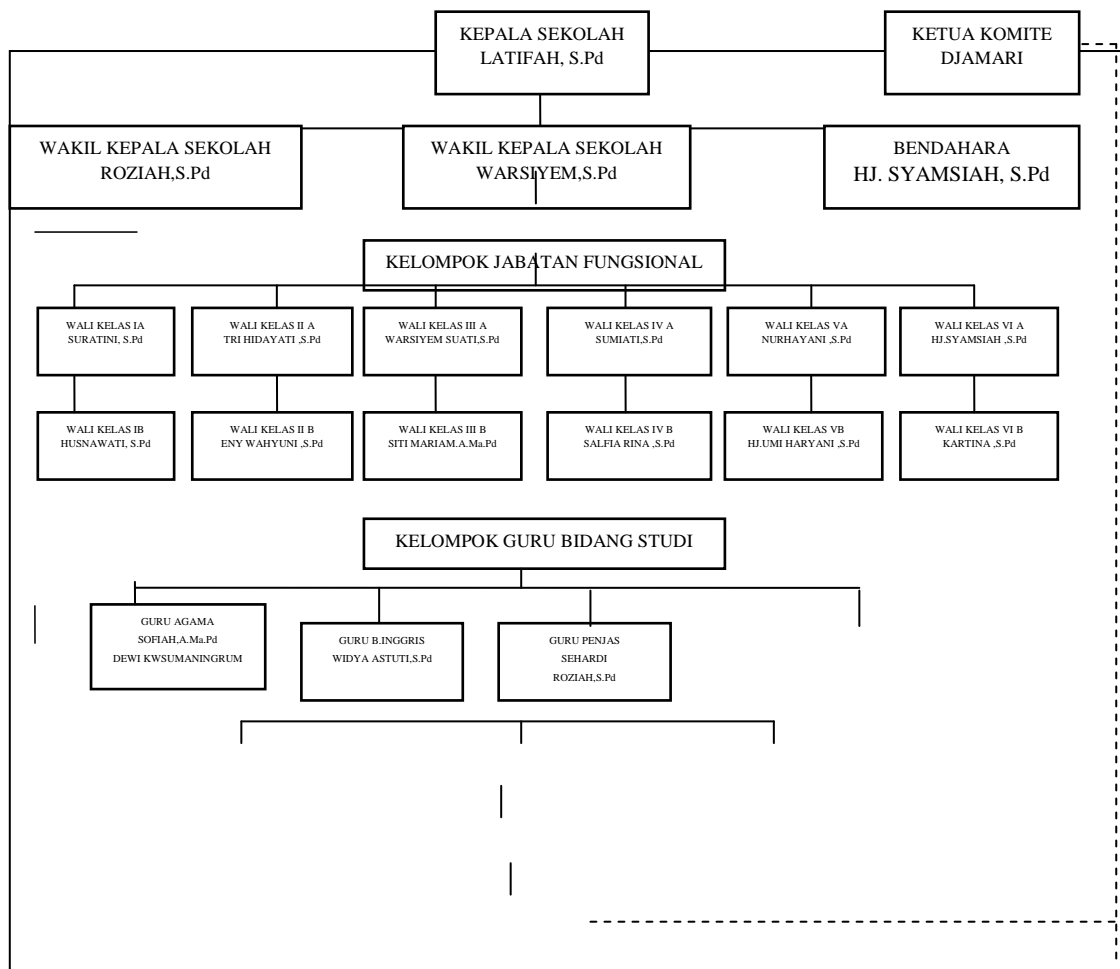 KEPALA SEKOLAH
LATIFAH, S.Pd
KETUA KOMITE
DJAMARI
WAKIL KEPALA SEKOLAH
ROZIAH,S.Pd
WAKIL KEPALA SEKOLAH
WARSIYEM,S.Pd
BENDAHARA
HJ. SYAMSIAH, S.Pd
KELOMPOK JABATAN FUNGSIONAL
WALI KELAS IA
SURATINI, S.Pd
WALI KELAS II A
TRI HIDAYATI ,S.Pd
WALI KELAS III A
WARSIYEM SUATI,S.Pd
WALI KELAS IV A
SUMIATI,S.Pd
WALI KELAS VA
NURHAYANI ,S.Pd
WALI KELAS VI A
HJ.SYAMSIAH ,S.Pd
WALI KELAS IB
HUSNAWATI, S.Pd
WALI KELAS II B
ENY WAHYUNI ,S.Pd
WALI KELAS III B
SITI MARIAM.A.Ma.Pd
WALI KELAS IV B
SALFIA RINA ,S.Pd
WALI KELAS VB
HJ.UMI HARYANI ,S.Pd
WALI KELAS VI B
KARTINA ,S.Pd
KELOMPOK GURU BIDANG STUDI
GURU AGAMA
SOFIAH,A.Ma.Pd
DEWI KWSUMANINGRUM
GURU B.INGGRIS
WIDYA ASTUTI,S.Pd
GURU PENJAS
SEHARDI
ROZIAH,S.Pd